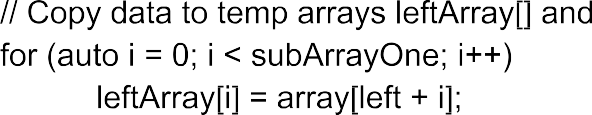 // Copy data to temp arrays leftArray[] and
for (auto i = 0; i < subArrayOne; i++)
leftArray[i] = array[left + i];